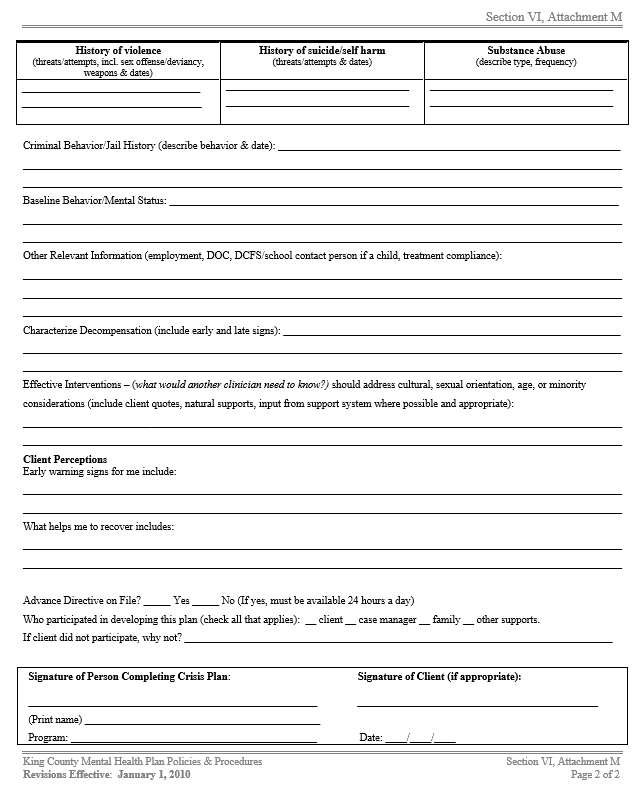 Section VI, Attachment M
History of violence
(threats/attempts, incl. sex offense/deviancy,
weapons & dates)
History of suicide/self harm
(threats/attempts & dates)
Substance Abuse
(describe type, frequency)
Criminal Behavior/Jail History (describe behavior & date):
Baseline Behavior/Mental Status:
Other Relevant Information (employment, DOC, DCFS/school contact person if a child, treatment compliance):
Characterize Decompensation (include early and late signs):
Effective Interventions – (what would another clinician need to know?) should address cultural, sexual orientation, age, or minority
considerations (include client quotes, natural supports, input from support system where possible and appropriate):
Client Perceptions
Early warning signs for me include:
What helps me to recover includes:
Advance Directive on File? _____ Yes _____ No (If yes, must be available 24 hours a day)
Who participated in developing this plan (check all that applies): __ client __ case manager __ family __ other supports.
If client did not participate, why not?
Signature of Person Completing Crisis Plan:
Signature of Client (if appropriate):
(Print name)
Program:
Date: ____/____/____
King County Mental Health Plan Policies & Procedures
Section VI, Attachment M
Revisions Effective: January 1, 2010
Page 2 of 2